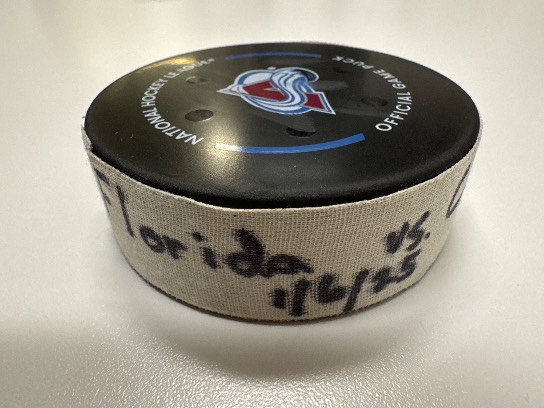 NATIONAL HOCKEY LEAGUE®
OFFICIAL GAME PUCK
Florida vs.
1/6/25